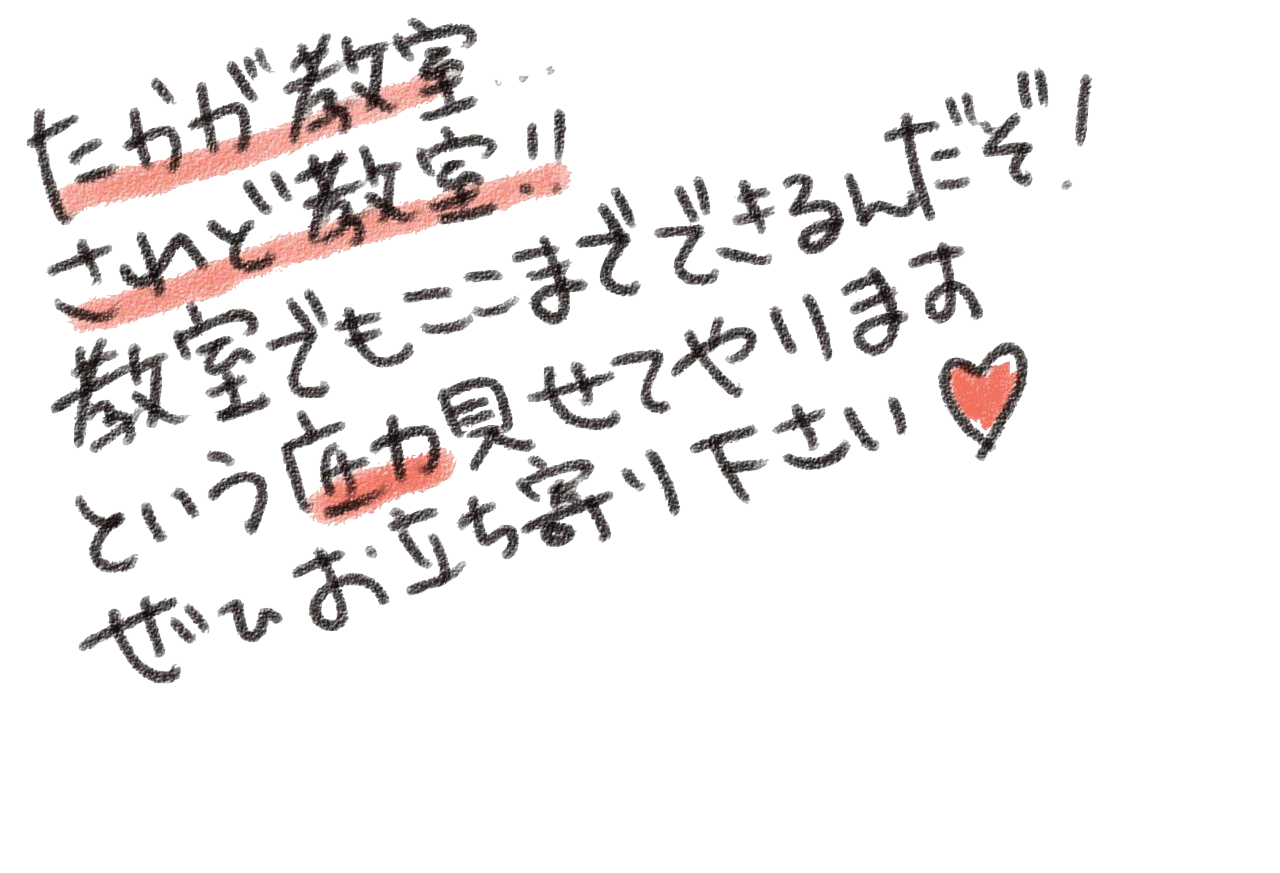 たかが教室…
されど教室!!
教室でもここまでできるんだぞ!
という底力見せてやります
ぜひお立ち寄り下さい♥